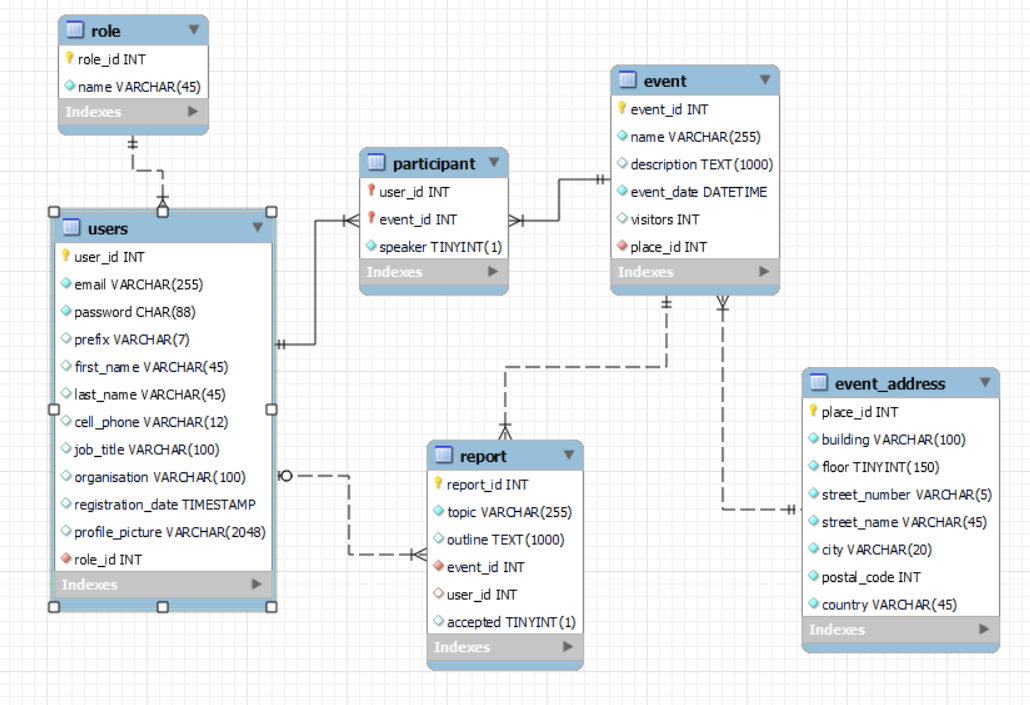 role
role_id INT
name VARCHAR(45)
Indexes
users
user_id INT
email VARCHAR(255)
password CHAR(88)
prefix VARCHAR(7)
first_name VARCHAR(45)
last_name VARCHAR(45)
cell_phone VARCHAR(12)
job_title VARCHAR(100)
organisation VARCHAR(100)
registration_date TIMESTAMP
profile_picture VARCHAR(2048)
role_id INT
Indexes
participant
user_id INT
event_id INT
speaker TINYINT(1)
Indexes
event
event_id INT
name VARCHAR(255)
description TEXT(1000)
event_date DATETIME
visitors INT
place_id INT
Indexes
report
report_id INT
topic VARCHAR(255)
outline TEXT(1000)
event_id INT
user_id INT
accepted TINYINT(1)
Indexes
event_address
place_id INT
building VARCHAR(100)
floor TINYINT(150)
street_number VARCHAR(5)
street_name VARCHAR(45)
city VARCHAR(20)
postal_code INT
country VARCHAR(45)
Indexes